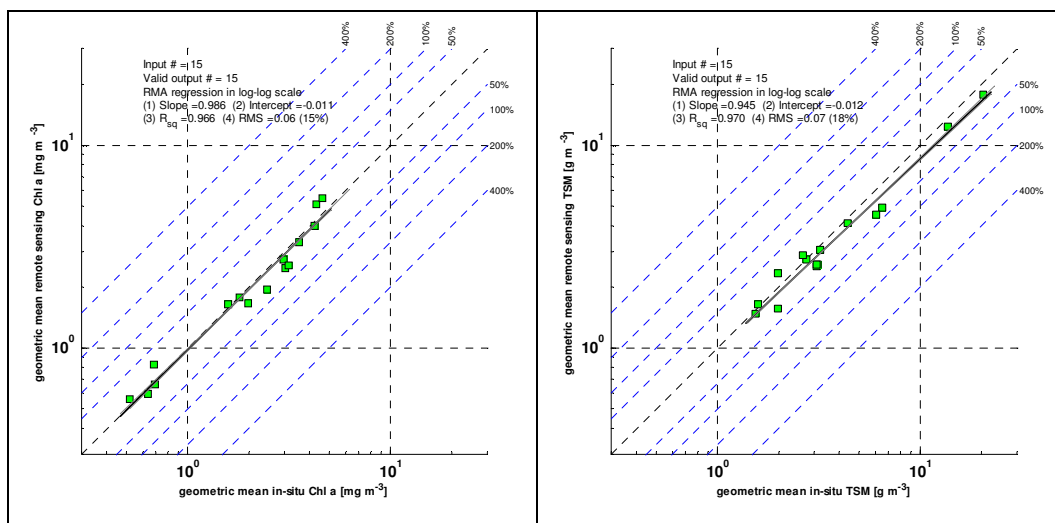 400%
200%
100%
50%
Input # = 15
Valid output # = 15
RMA regression in log-log scale
(1) Slope =0.986 (2) Intercept =-0.011
(3) Rsq =0.966 (4) RMS =0.06 (15%)
50%
100%
200%
400%
10^1
10^0
geometric mean remote sensing Chl a [mg m^-3]
10^0 10^1
geometric mean in-situ Chl a [mg m^-3]
400%
200%
100%
50%
Input # = 15
Valid output # = 15
RMA regression in log-log scale
(1) Slope =0.945 (2) Intercept =-0.012
(3) Rsq =0.970 (4) RMS =0.07 (18%)
50%
100%
200%
400%
10^1
10^0
geometric mean remote sensing TSM [g m^-3]
10^0 10^1
geometric mean in-situ TSM [g m^-3]